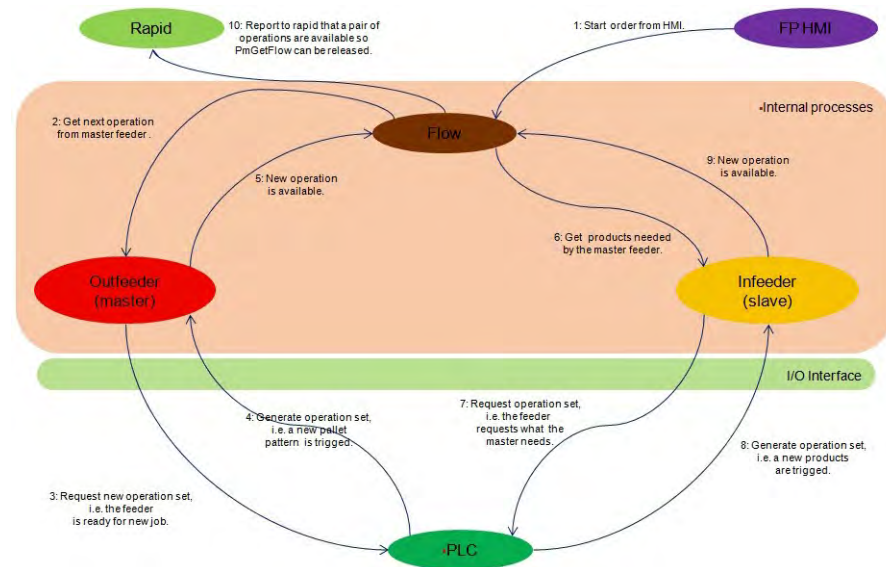 10: Report to rapid that a pair of
operations are available so
PmGetFlow can be released.
Rapid
1: Start order from HMI.
FP HMI
•Internal processes
2: Get next operation
from master feeder.
Flow
5: New operation
is available.
9: New operation
is available.
6: Get products needed
by the master feeder.
Outfeeder
(master)
Infeeder
(slave)
I/O Interface
4: Generate operation set,
i.e. a new pallet
pattern is triggered.
7: Request operation set,
i.e. the feeder
requests what the
master needs.
8: Generate operation set,
i.e. a new products
are triggered.
3: Request new operation set,
i.e. the feeder
is ready for new job.
•PLC